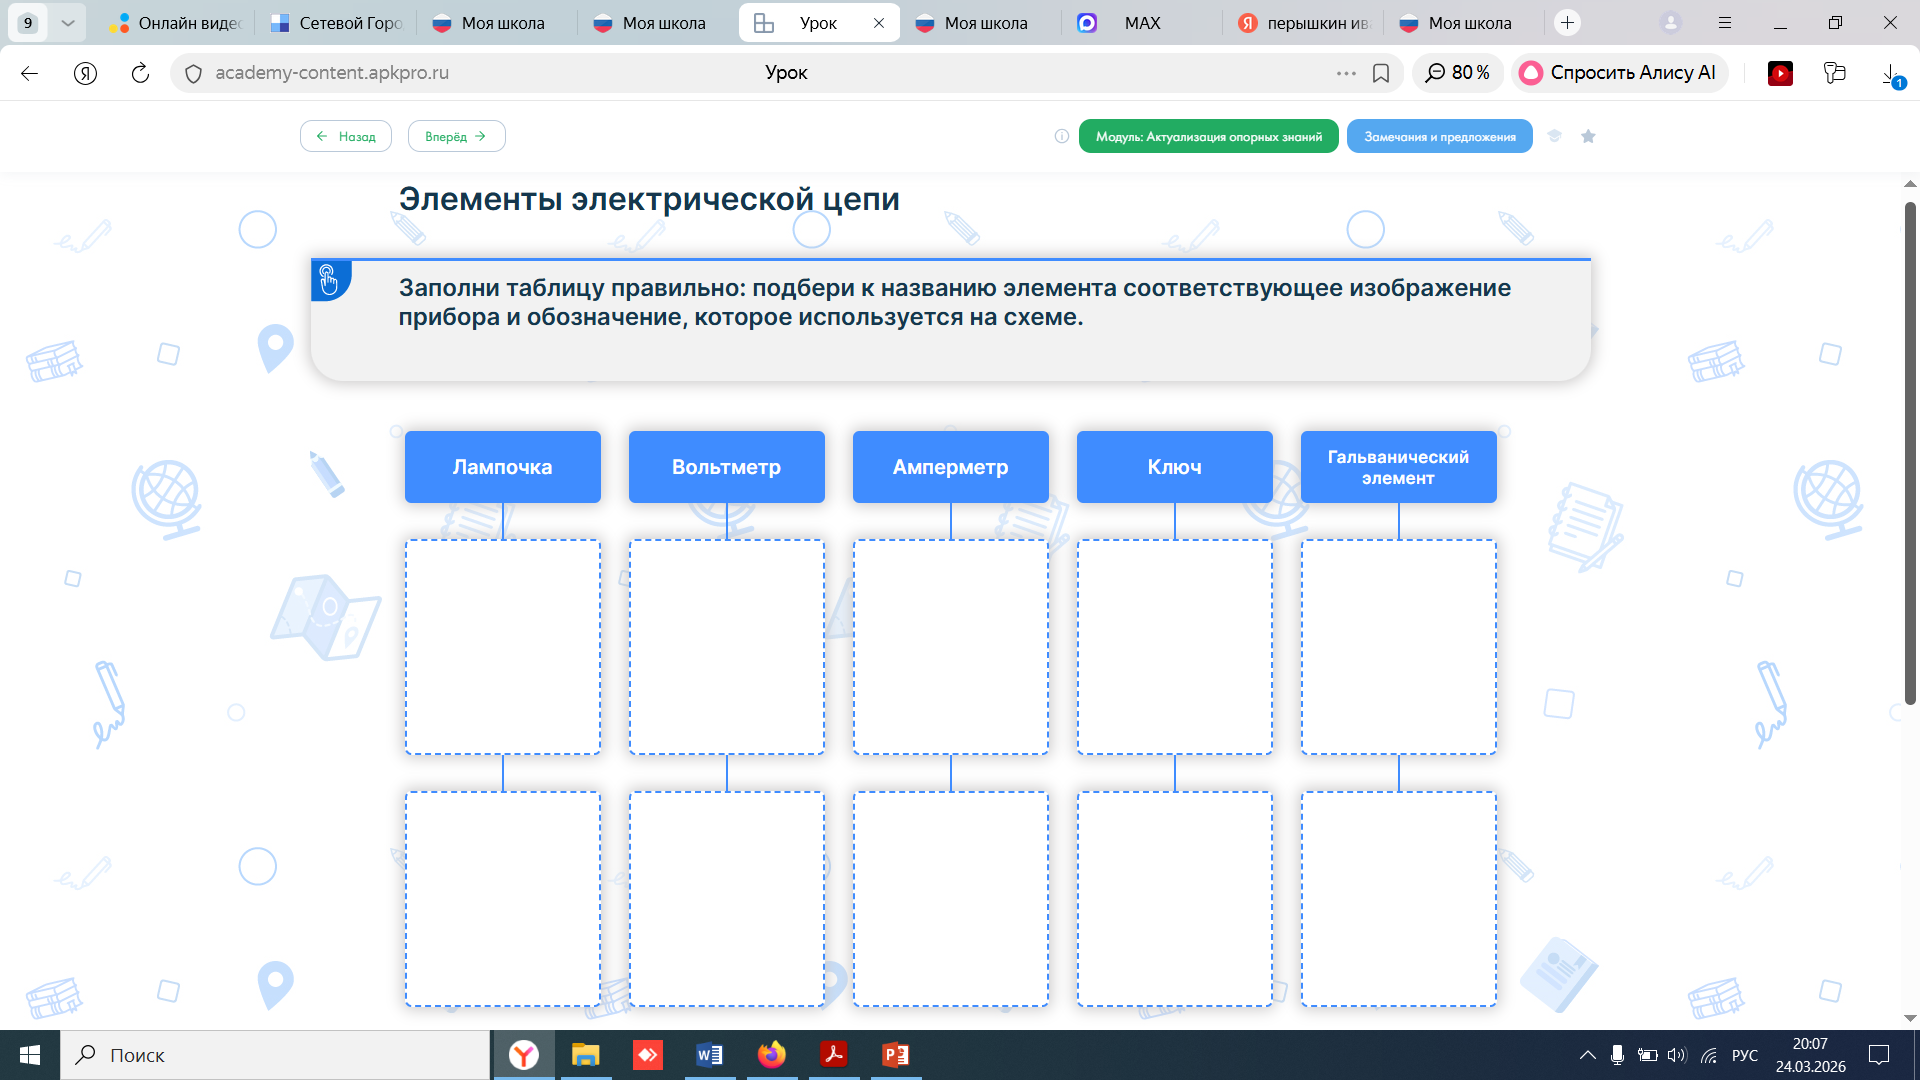 9
Онлайн видео
Сетевой Горо
Моя школа
Моя школа
Урок
Моя школа
MAX
перышкин ива
Моя школа
academy-content.apkpro.ru
Урок
80 %
Спросить Алису AI
1
Назад
Вперёд
Модуль: Актуализация опорных знаний
Замечания и предложения
Элементы электрической цепи
Заполни таблицу правильно: подбери к названию элемента соответствующее изображение
прибора и обозначение, которое используется на схеме.
Лампочка
Вольтметр
Амперметр
Ключ
Гальванический
элемент
Поиск
РУС
20:07
24.03.2026